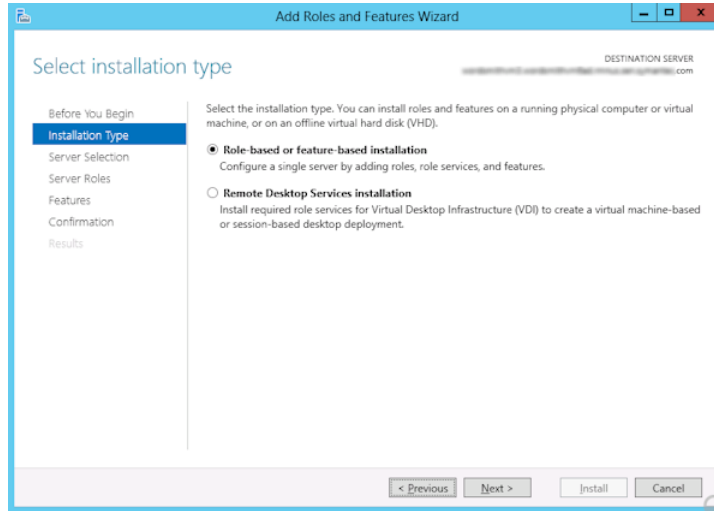 Add Roles and Features Wizard
Select installation type
DESTINATION SERVER
.com
Before You Begin
Installation Type
Server Selection
Server Roles
Features
Confirmation
Results
Select the installation type. You can install roles and features on a running physical computer or virtual
machine, or on an offline virtual hard disk (VHD).
Role-based or feature-based installation
Configure a single server by adding roles, role services, and features.
Remote Desktop Services installation
Install required role services for Virtual Desktop Infrastructure (VDI) to create a virtual machine-based
or session-based desktop deployment.
< Previous Next > Install Cancel